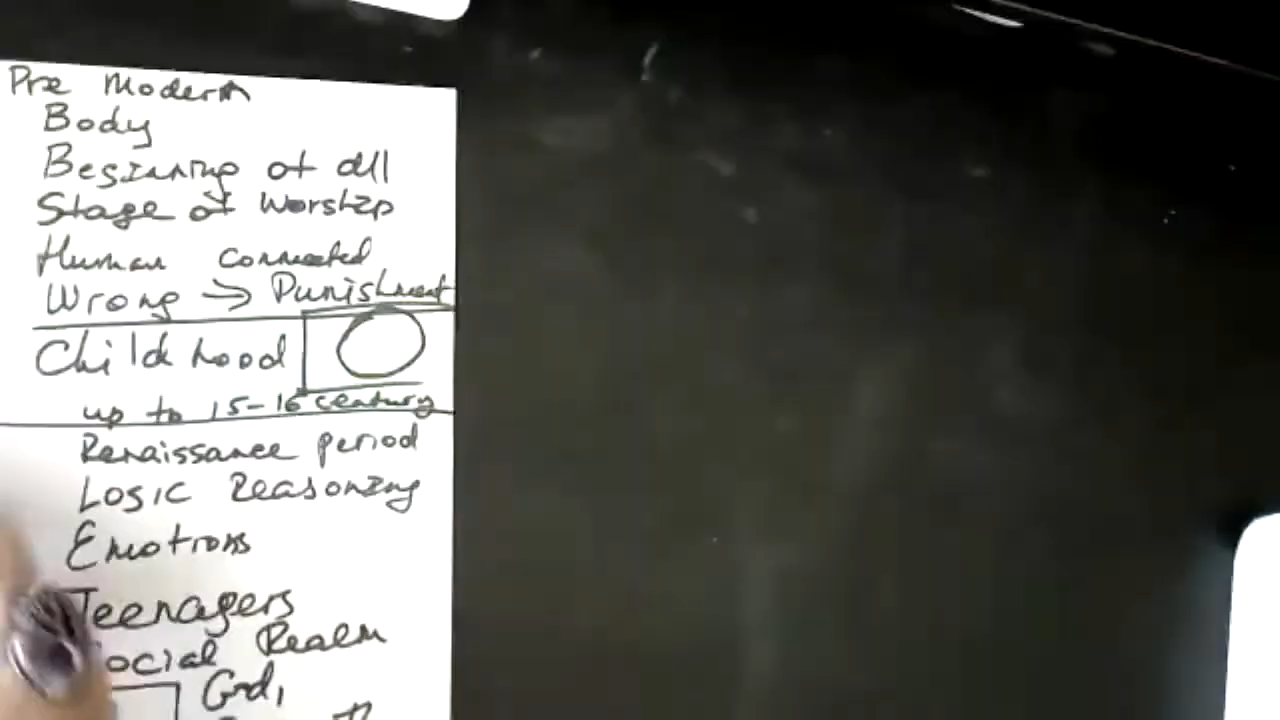 Pre Modern
Body
Beginning of all
Stage of Worship
Human connected
Wrong → Punishment
Childhood
up to 15-16 century
Renaissance period
Logic Reasoning
Emotions
Teenagers
Social Realm
God,